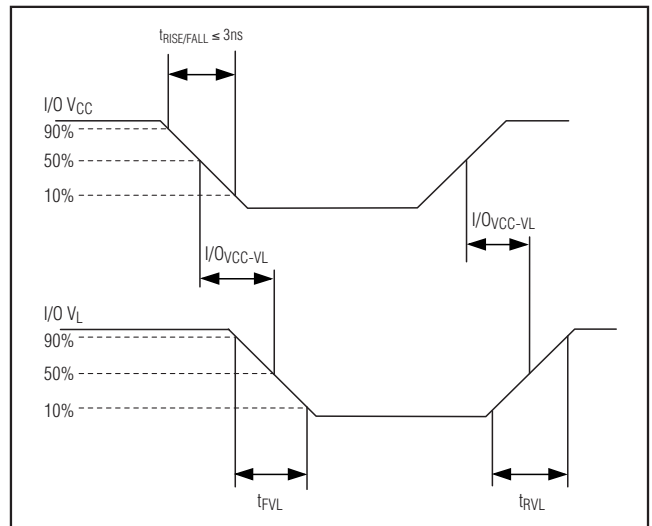 tRISE/FALL ≤ 3ns
I/O VCC
90%
50%
10%
I/OVCC-VL
I/OVCC-VL
I/O VL
90%
50%
10%
tFVL
tRVL